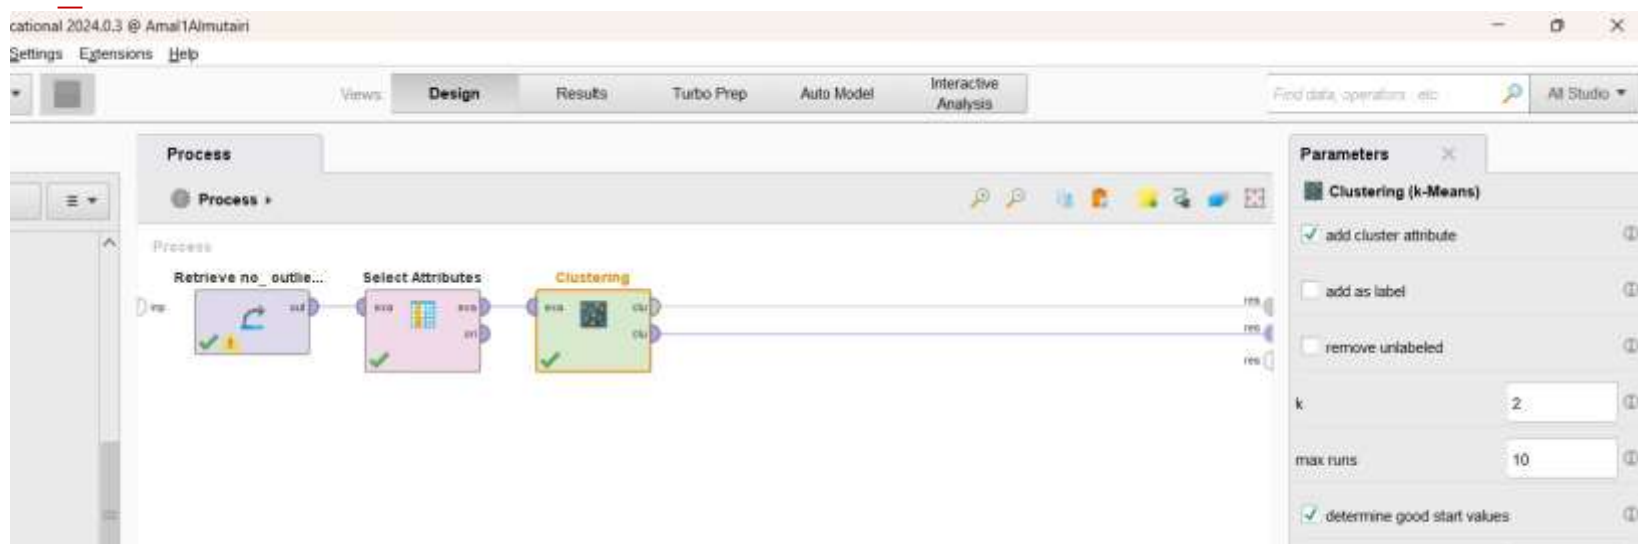 cational 2024.0.3 @ Amal1Almutairi
Settings Extensions Help
Views: Design Results Turbo Prep Auto Model Interactive Analysis
Find data, operators...etc All Studio
Process
Parameters
Process
Clustering (k-Means)
Process
add cluster attribute
Retrieve no_ outlie... Select Attributes Clustering
add as label
inp out exa exa exa clu res
ori clu res
res
remove unlabeled
k 2
max runs 10
determine good start values